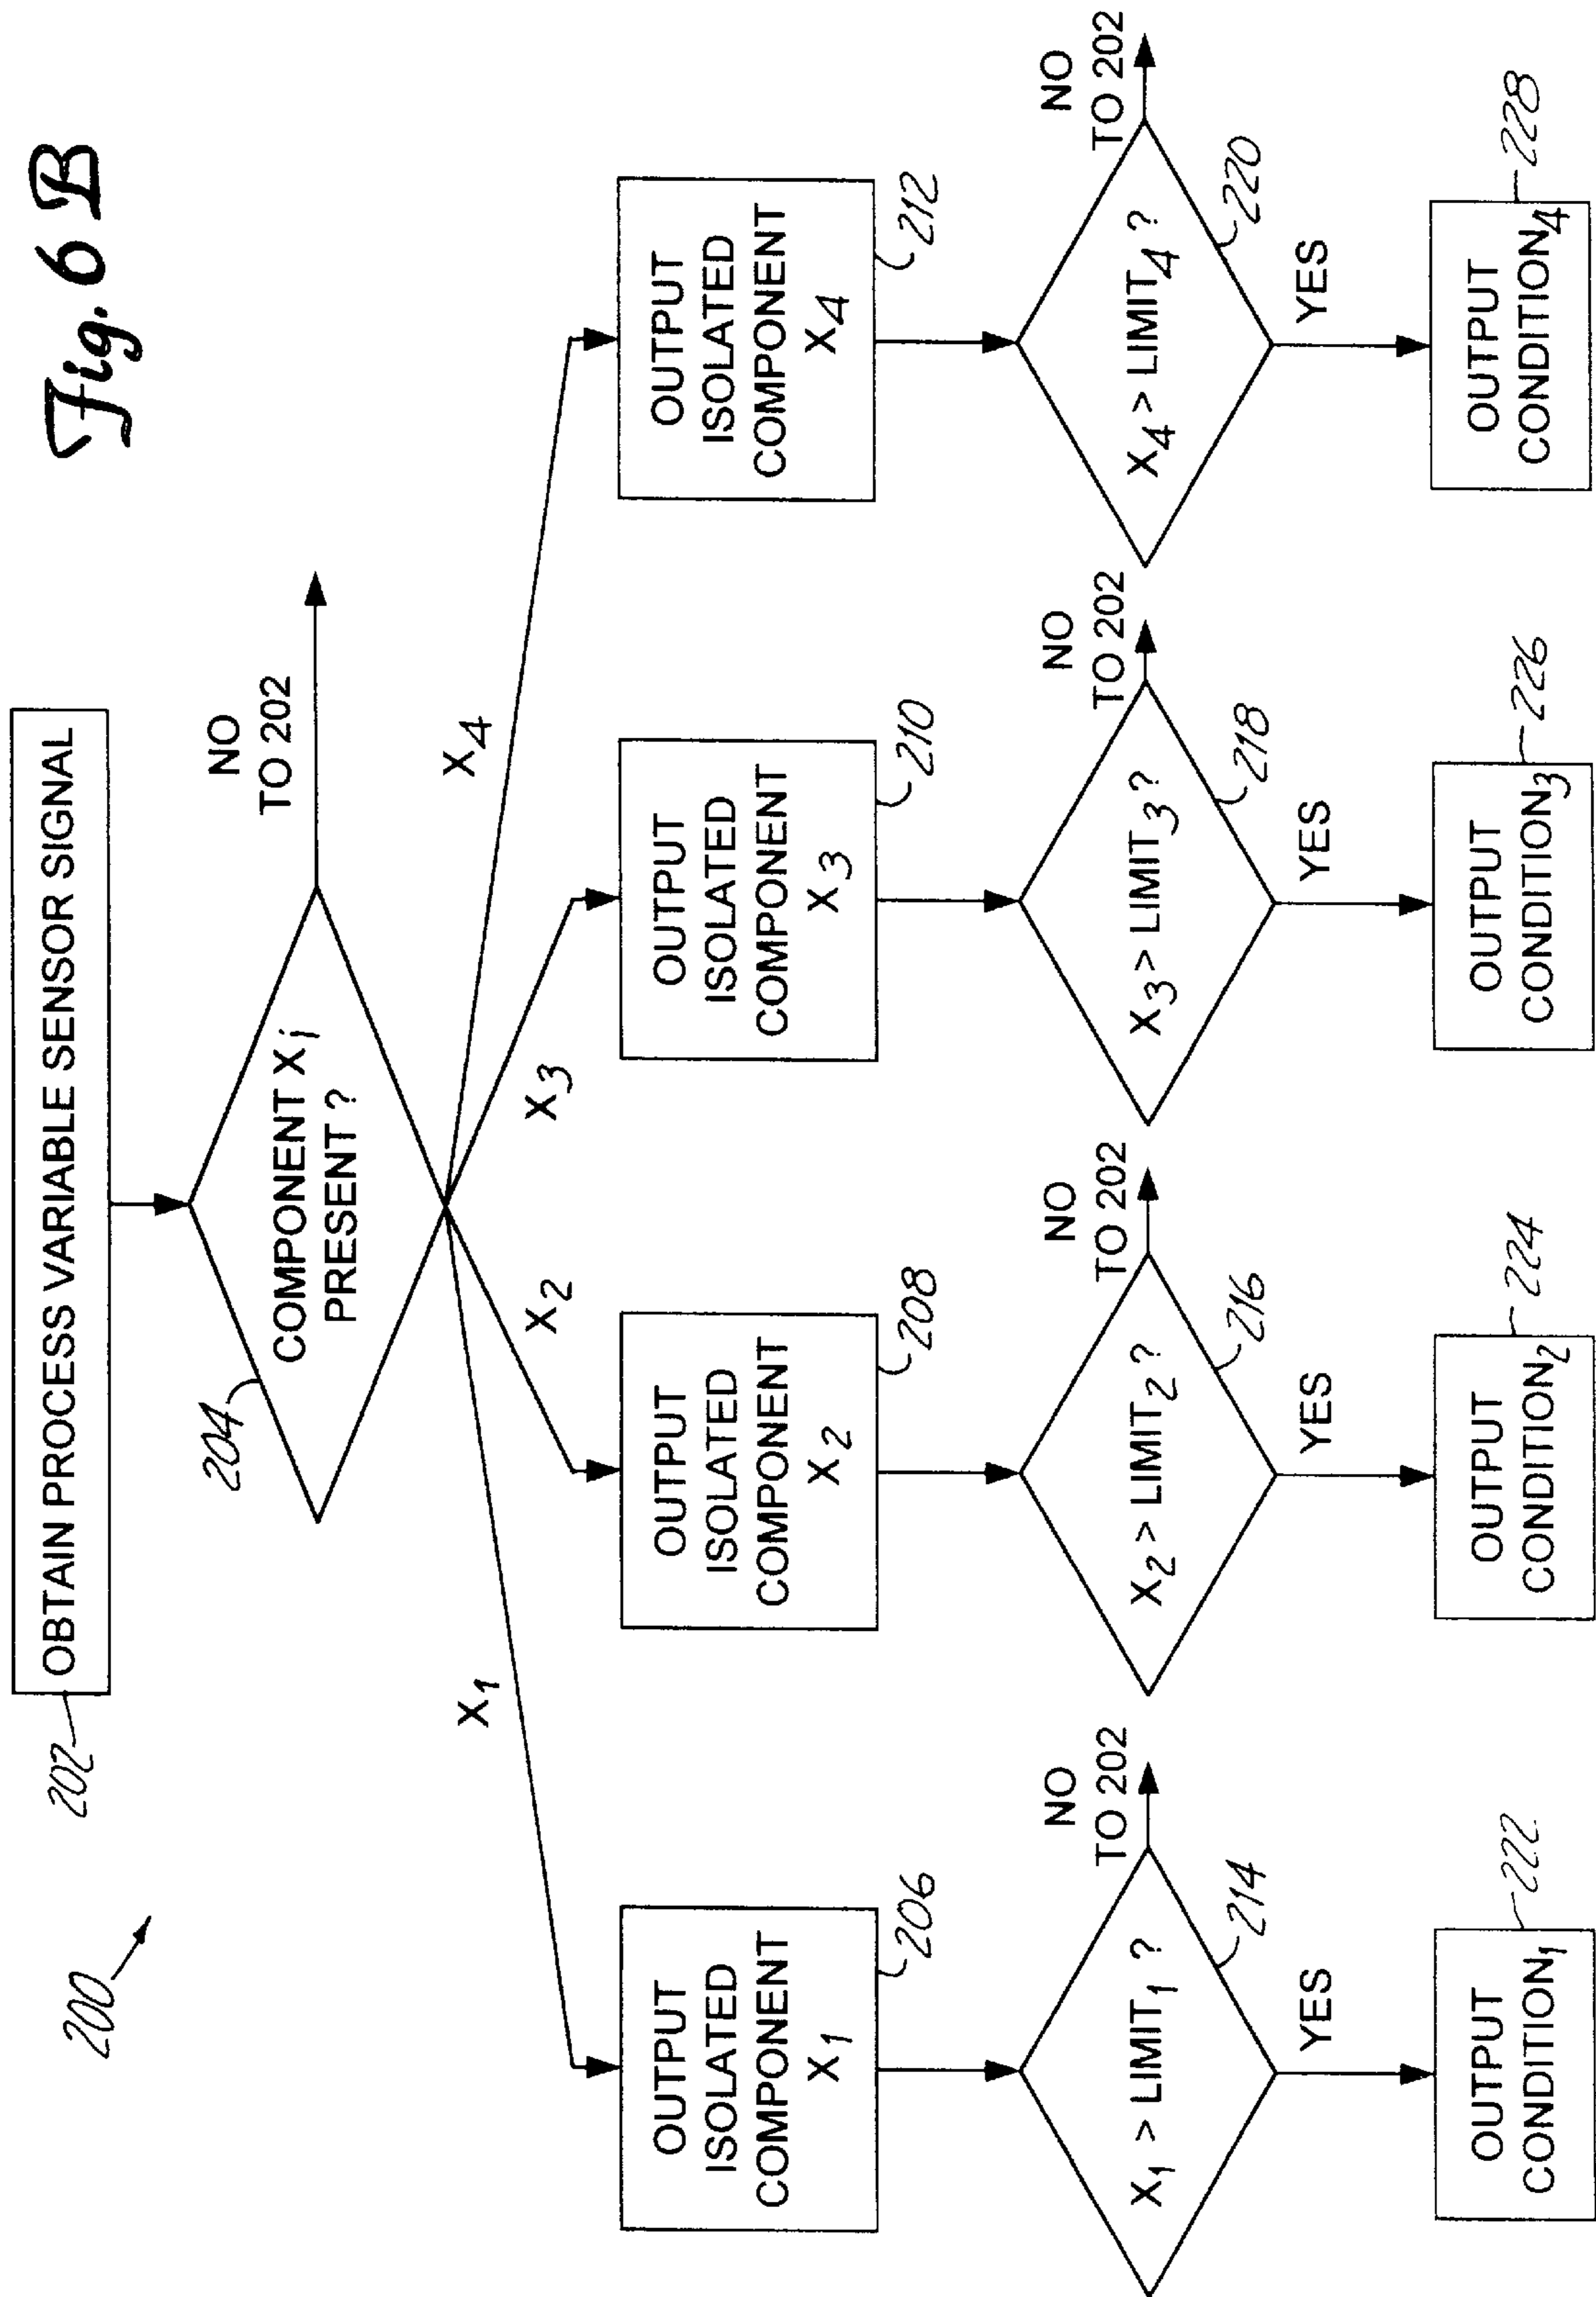 Fig. 6 B
200
202
OBTAIN PROCESS VARIABLE SENSOR SIGNAL
204
COMPONENT Xi
PRESENT ?
NO
TO 202
X1
X2
X3
X4
OUTPUT
ISOLATED
COMPONENT
X1
206
OUTPUT
ISOLATED
COMPONENT
X2
208
OUTPUT
ISOLATED
COMPONENT
X3
210
OUTPUT
ISOLATED
COMPONENT
X4
212
X1 > LIMIT1 ?
NO
TO 202
214
YES
X2 > LIMIT2 ?
NO
TO 202
216
YES
X3 > LIMIT3 ?
NO
TO 202
218
YES
X4 > LIMIT4 ?
NO
TO 202
220
YES
OUTPUT
CONDITION1
222
OUTPUT
CONDITION2
224
OUTPUT
CONDITION3
226
OUTPUT
CONDITION4
228